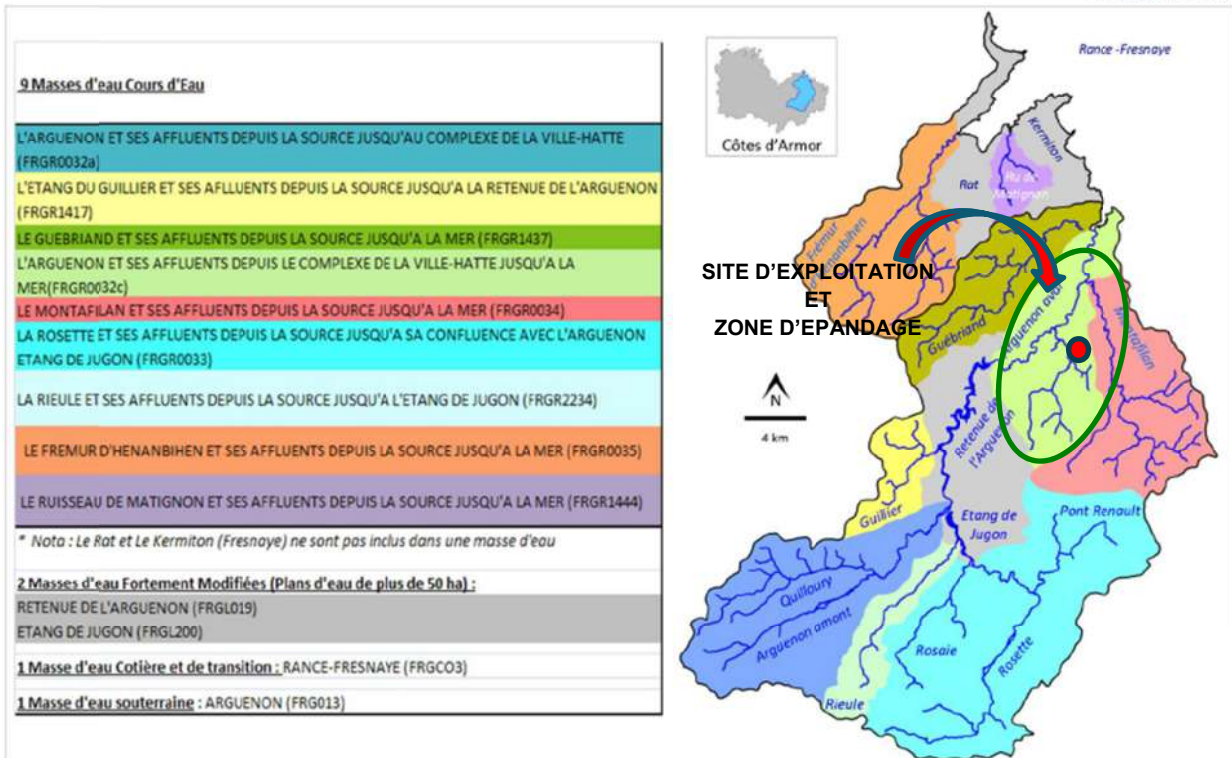 9 Masses d'eau Cours d'Eau
L'ARGUENON ET SES AFFLUENTS DEPUIS LA SOURCE JUSQU'AU COMPLEXE DE LA VILLE-HATTE
(FRGR0032a)
L'ETANG DU GUILLIER ET SES AFLLUENTS DEPUIS LA SOURCE JUSQU'A LA RETENUE DE L'ARGUENON
(FRGR1417)
LE GUEBRIAND ET SES AFFLUENTS DEPUIS LA SOURCE JUSQU'A LA MER (FRGR1437)
L'ARGUENON ET SES AFFLUENTS DEPUIS LE COMPLEXE DE LA VILLE-HATTE JUSQU'A LA
MER(FRGR0032c)
LE MONTAFILAN ET SES AFFLUENTS DEPUIS LA SOURCE JUSQU'A LA MER (FRGR0034)
LA ROSETTE ET SES AFFLUENTS DEPUIS LA SOURCE JUSQU'A SA CONFLUENCE AVEC L'ARGUENON
ETANG DE JUGON (FRGR0033)
LA RIEULE ET SES AFFLUENTS DEPUIS LA SOURCE JUSQU'A L'ETANG DE JUGON (FRGR2234)
LE FREMUR D'HENANBIHEN ET SES AFFLUENTS DEPUIS LA SOURCE JUSQU'A LA MER (FRGR0035)
LE RUISSEAU DE MATIGNON ET SES AFFLUENTS DEPUIS LA SOURCE JUSQU'A LA MER (FRGR1444)
* Nota : Le Rat et Le Kermiton (Fresnaye) ne sont pas inclus dans une masse d'eau
2 Masses d'eau Fortement Modifiées (Plans d'eau de plus de 50 ha) :
RETENUE DE L'ARGUENON (FRGL019)
ETANG DE JUGON (FRGL200)
1 Masse d'eau Cotière et de transition : RANCE-FRESNAYE (FRGCO3)
1 Masse d'eau souterraine : ARGUENON (FRG013)
Côtes d'Armor
Rance -Fresnaye
Kermiton
Rat
Ru de
Matignon
Frémur
d'Hénanbihen
SITE D'EXPLOITATION
ET
ZONE D'EPANDAGE
Guébriand
Arguenon aval
Montafilan
N
4 km
Retenue de
l'Arguenon
Guillier
Etang de
Jugon
Pont Renault
Quilloury
Arguenon amont
Rosaie
Rosette
Rieule